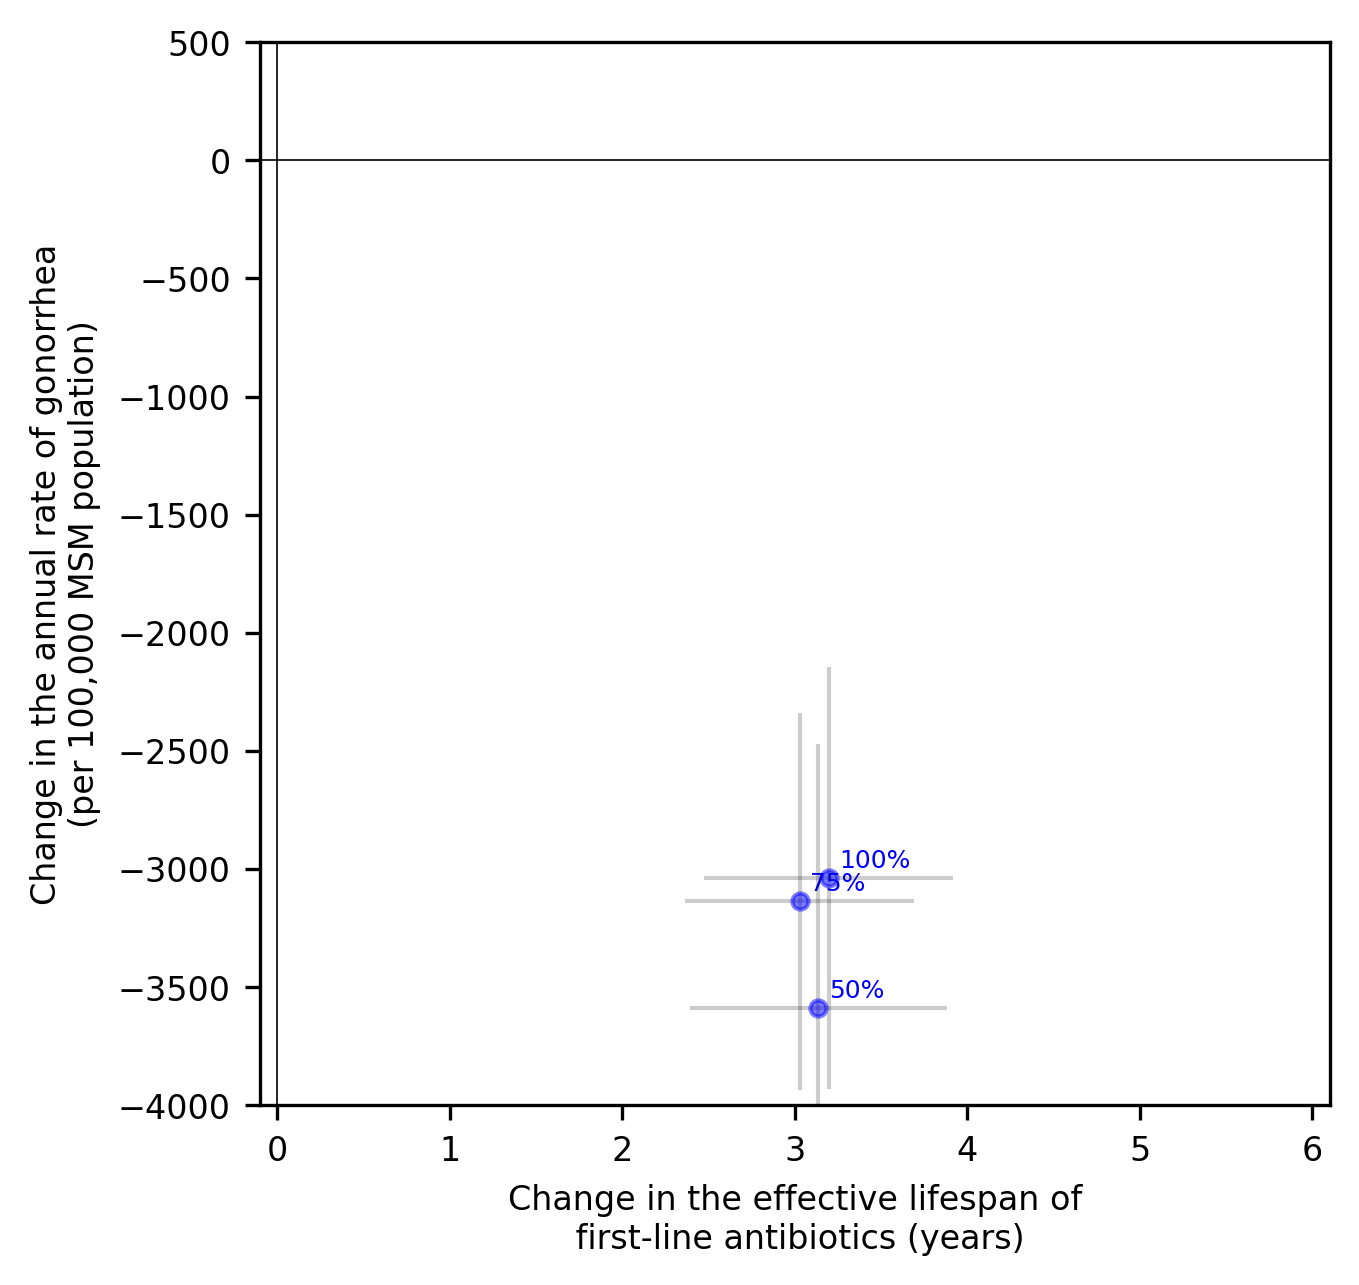 500
0
−500
−1000
−1500
−2000
−2500
−3000
−3500
−4000
Change in the annual rate of gonorrhea
(per 100,000 MSM population)
100%
75%
50%
0 1 2 3 4 5 6
Change in the effective lifespan of
first-line antibiotics (years)